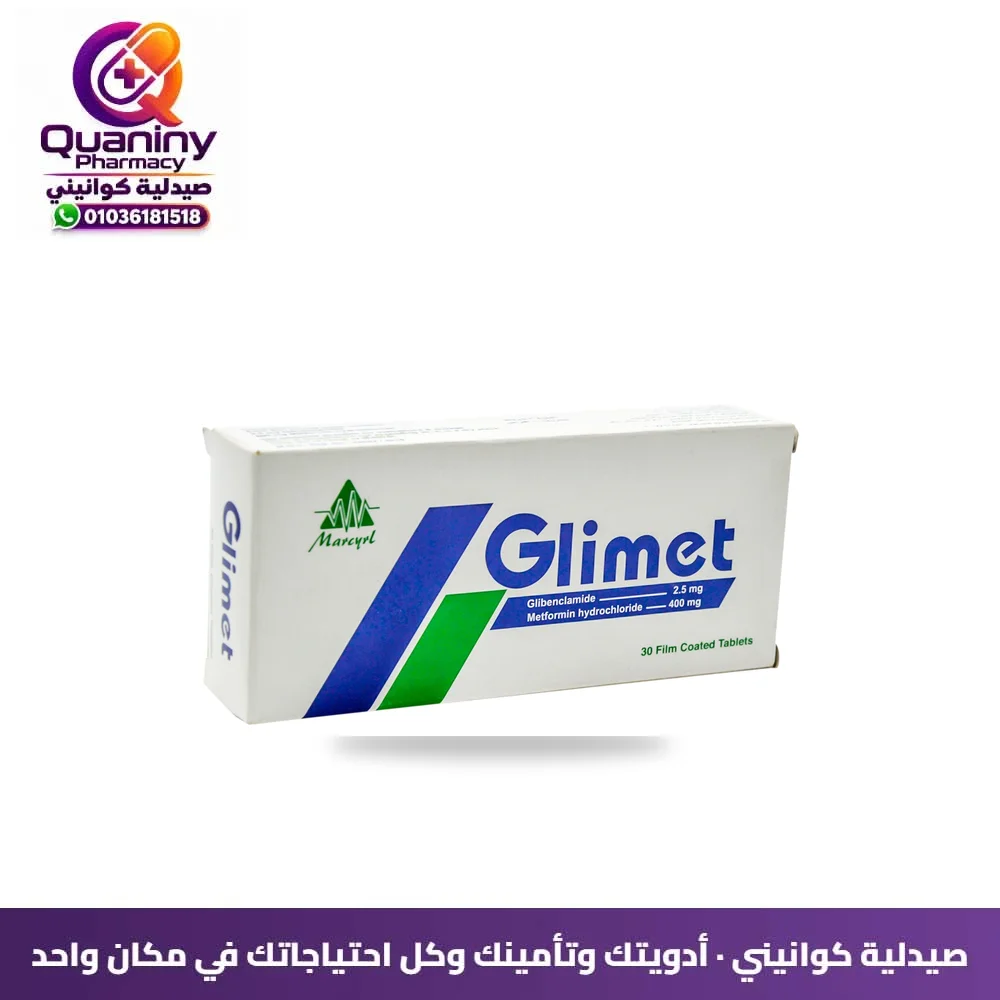 Quaniny
Pharmacy
صيدلية كوانيني
01036181518
Marcyrl
Glimet
Glibenclamide 2.5 mg
Metformin hydrochloride 400 mg
30 Film Coated Tablets
Glimet
صيدلية كوانيني · أدويتك وتأمينك وكل احتياجاتك في مكان واحد